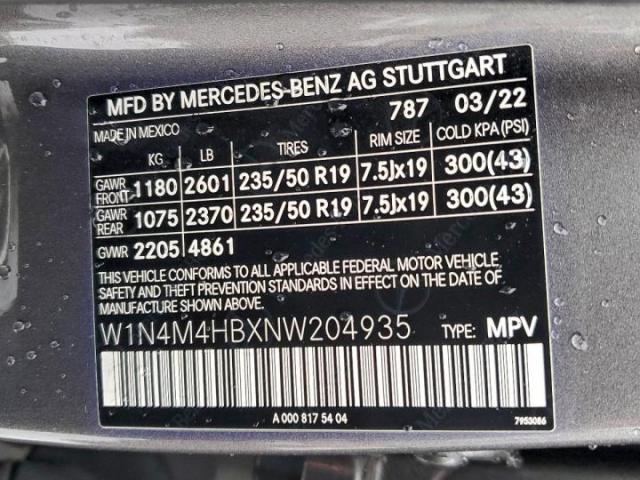 MFD BY MERCEDES-BENZ AG STUTTGART
MADE IN MEXICO 787 03/22
KG LB TIRES RIM SIZE COLD KPA (PSI)
GAWR FRONT 1180 2601 235/50 R19 7.5Jx19 300(43)
GAWR REAR 1075 2370 235/50 R19 7.5Jx19 300(43)
GVWR 2205 4861
THIS VEHICLE CONFORMS TO ALL APPLICABLE FEDERAL MOTOR VEHICLE
SAFETY AND THEFT PREVENTION STANDARDS IN EFFECT ON THE DATE OF
MANUFACTURE SHOWN ABOVE.
W1N4M4HBXNW204935 TYPE: MPV
A 000 817 54 04 7953086